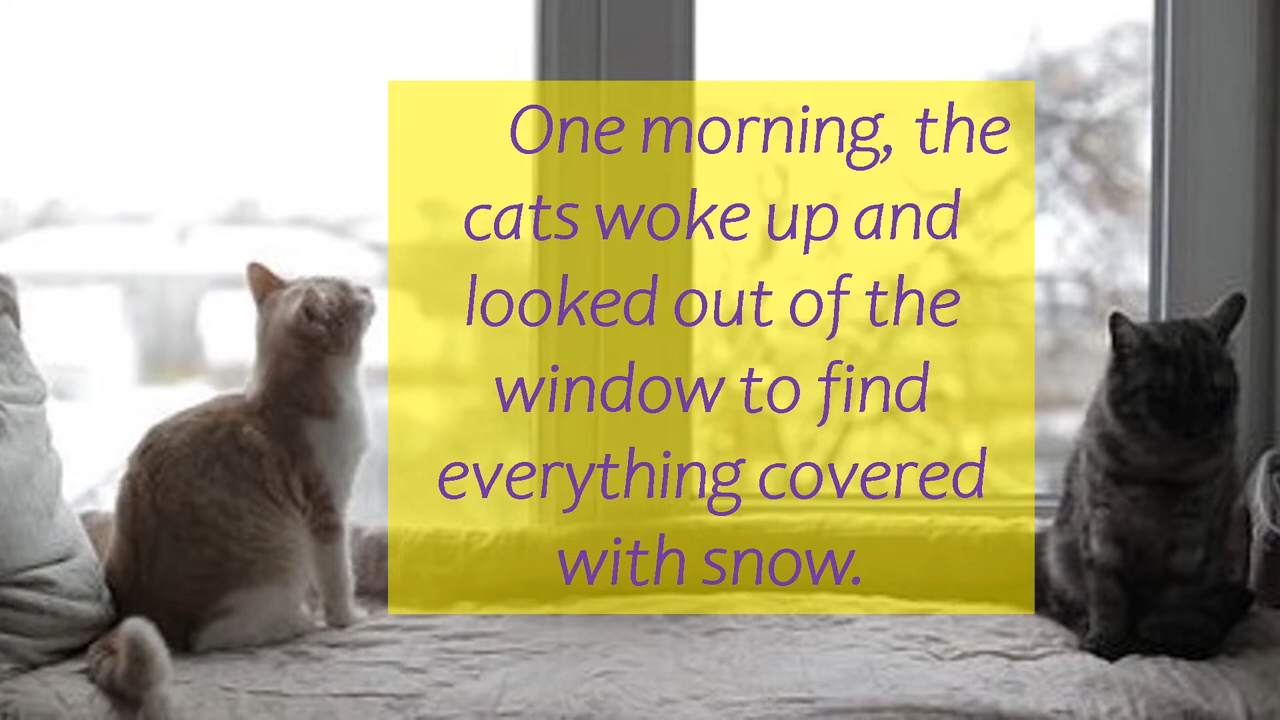 One morning, the
cats woke up and
looked out of the
window to find
everything covered
with snow.